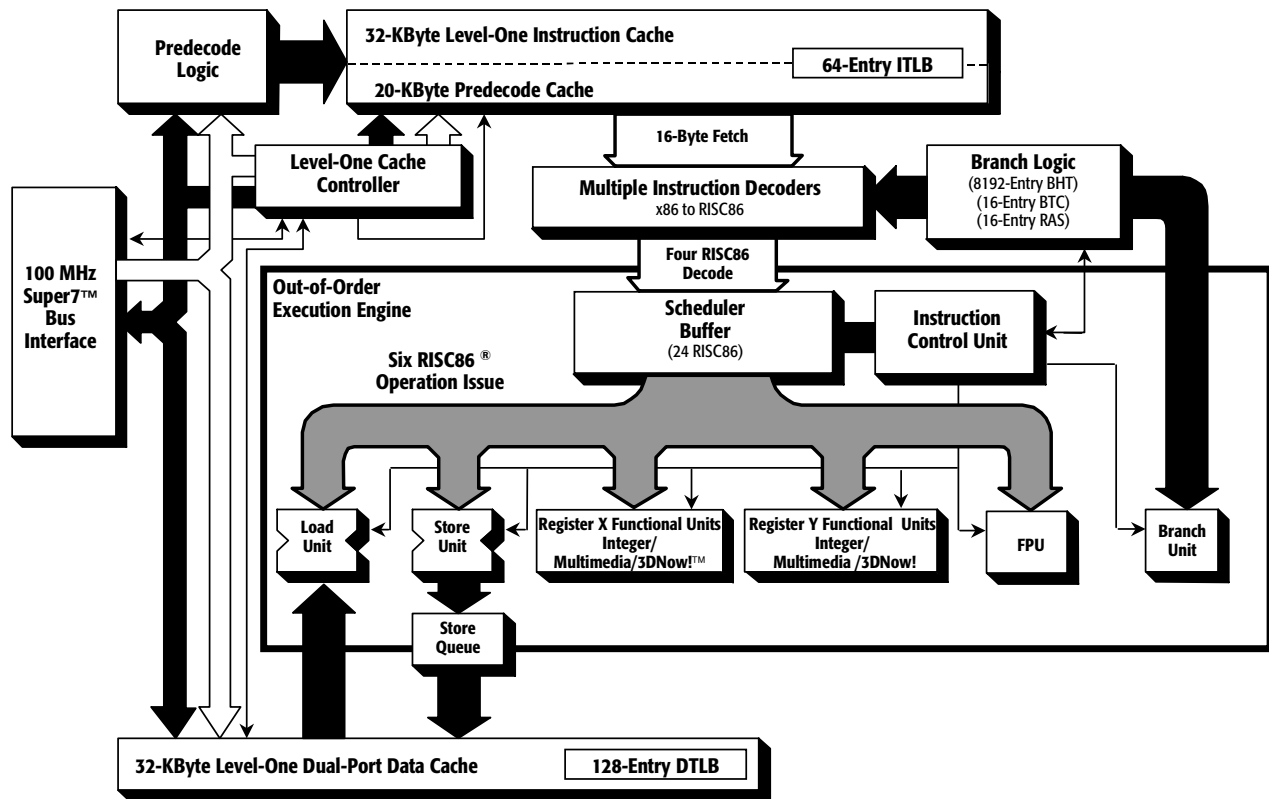 Predecode
Logic
32-KByte Level-One Instruction Cache
64-Entry ITLB
20-KByte Predecode Cache
16-Byte Fetch
Level-One Cache
Controller
Multiple Instruction Decoders
x86 to RISC86
Branch Logic
(8192-Entry BHT)
(16-Entry BTC)
(16-Entry RAS)
100 MHz
Super7™
Bus
Interface
Four RISC86
Decode
Out-of-Order
Execution Engine
Scheduler
Buffer
(24 RISC86)
Instruction
Control Unit
Six RISC86 ®
Operation Issue
Load
Unit
Store
Unit
Register X Functional Units
Integer/
Multimedia/3DNow!™
Register Y Functional Units
Integer/
Multimedia /3DNow!
FPU
Branch
Unit
Store
Queue
32-KByte Level-One Dual-Port Data Cache
128-Entry DTLB